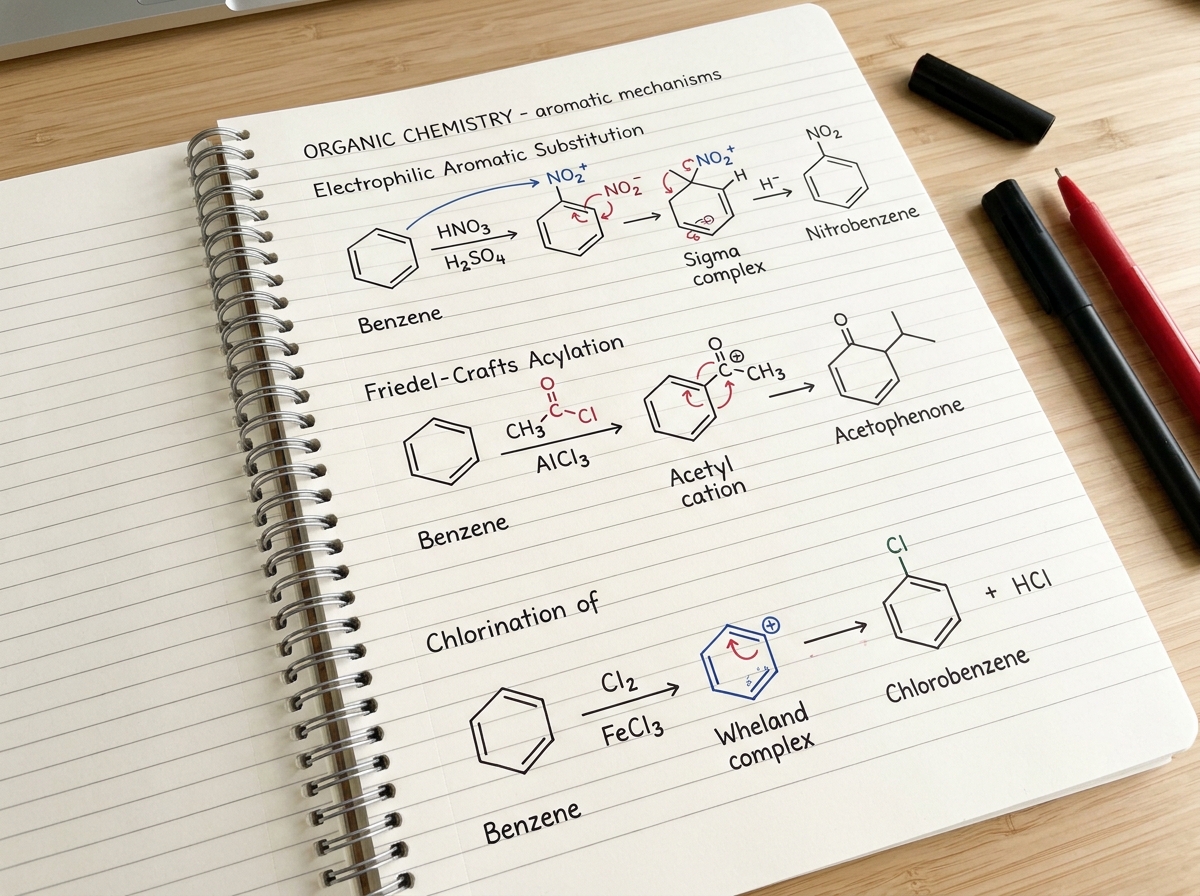 ORGANIC CHEMISTRY - aromatic mechanisms
Electrophilic Aromatic Substitution
HNO₃
H₂SO₄
Benzene
NO₂⁺
NO₂⁻
NO₂⁺
H
Sigma
complex
H⁻
NO₂
Nitrobenzene
Friedel-Crafts Acylation
O
C
Cl
CH₃
AlCl₃
Benzene
O
C
⊕
CH₃
Acetyl
cation
O
Acetophenone
Chlorination of
Cl₂
FeCl₃
Benzene
⊕
Wheland
complex
Cl
+ HCl
Chlorobenzene